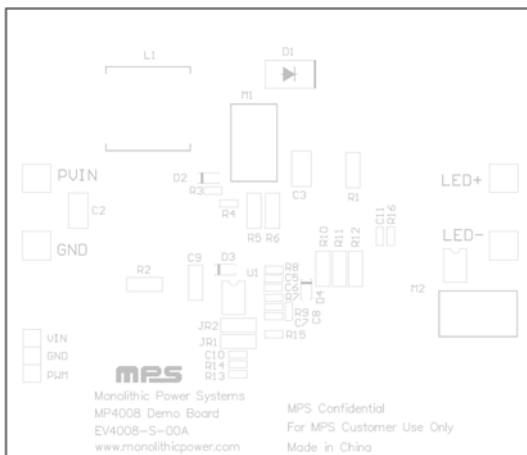 L1
D1
M1
PVIN
D2
R3
C3
R1
LED+
C2
R4
C11
R16
GND
R5 R6
R10
R11
R12
LED-
C9
D3
R2
U1
R8
C5
C6
R7
D4
M2
R9
C7
C8
JR2
VIN
R15
JR1
GND
C10
R14
PWM
R13
mps
Monolithic Power Systems
MP4008 Demo Board
EV4008-S-00A
www.monolithicpower.com
MPS Confidential
For MPS Customer Use Only
Made in China